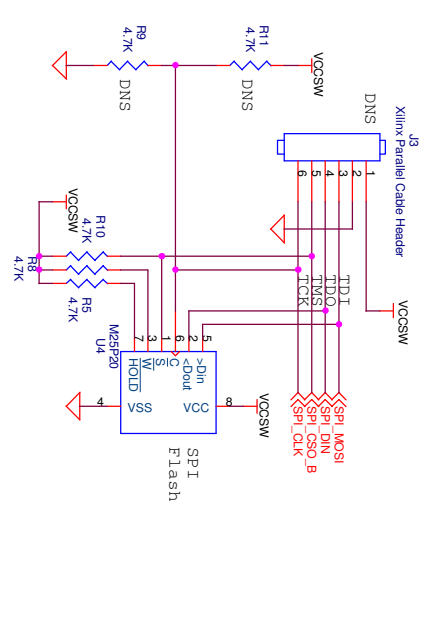 J3
Xilinx Parallel Cable Header
DNS
1
2
3
4
5
6
VCCSW
R11
4.7K
DNS
R9
4.7K
DNS
VCCSW
TDI
TDO
TMS
TCK
SPI_MOSI
SPI_DIN
SPI_CSO_B
SPI_CLK
VCCSW
R10
4.7K
R8
4.7K
R5
4.7K
VCCSW
U4
M25P20
5
2
6
1
3
7
>Din
<Dout
C
S
W
HOLD
VCC
VSS
8
4
VCCSW
SPI
Flash